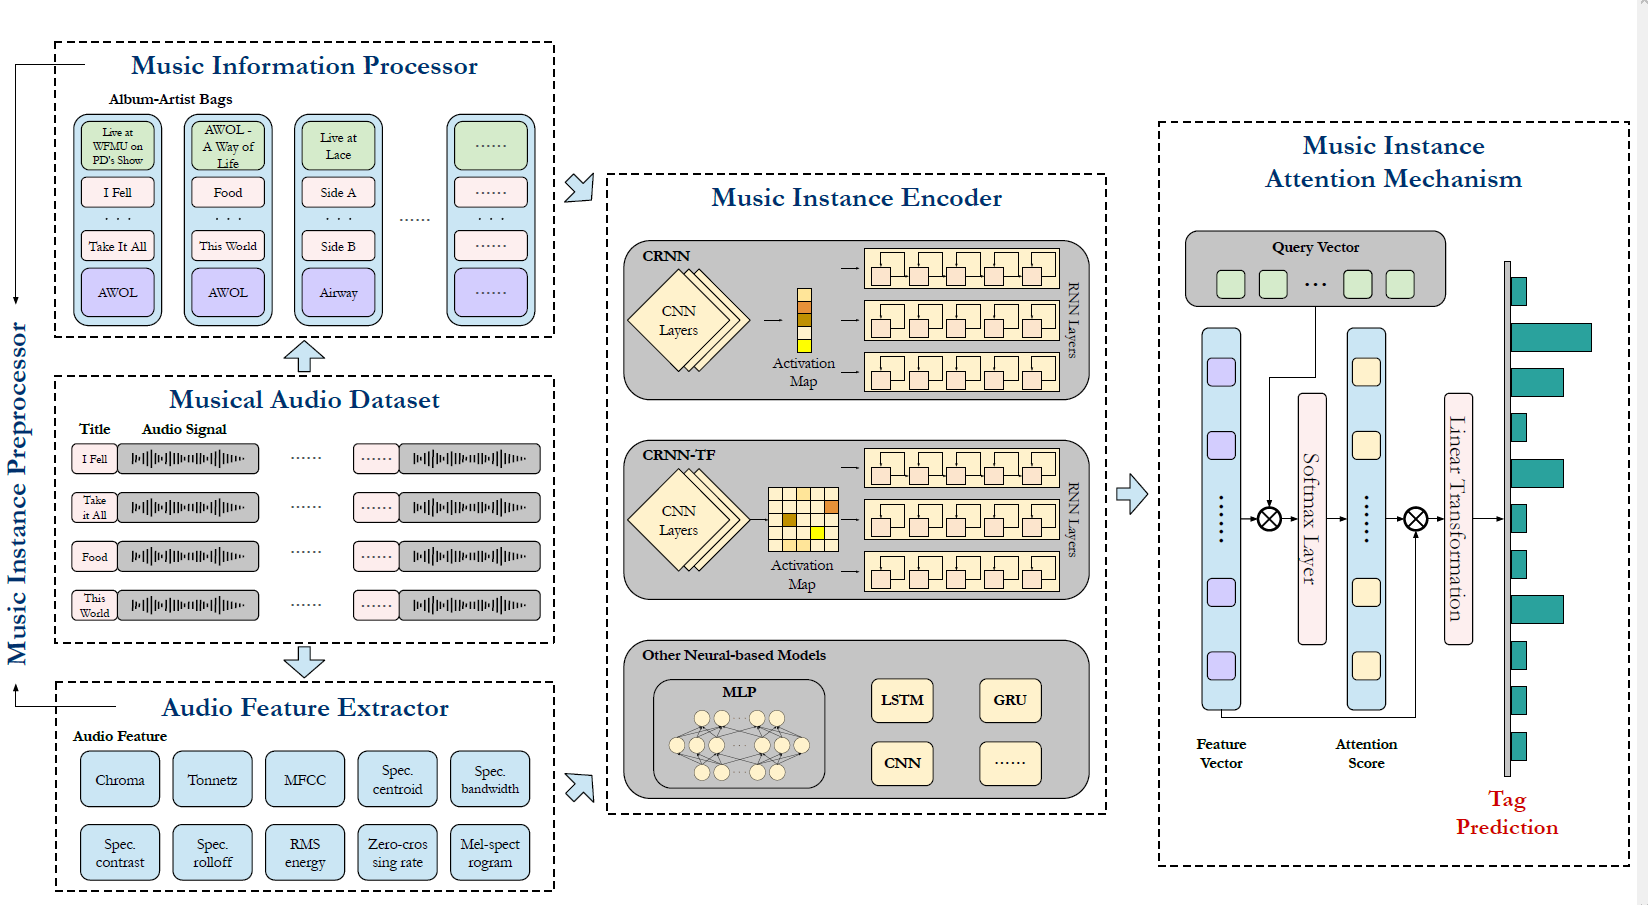 Music Instance Preprocessor
Music Information Processor
Album-Artist Bags
Live at
WFMU on
PD's Show
I Fell
· · ·
Take It All
AWOL
AWOL -
A Way of
Life
Food
· · ·
This World
AWOL
Live at
Lace
Side A
· · ·
Side B
Airway
······
······
······
· · ·
······
······
Musical Audio Dataset
Title
Audio Signal
I Fell
······
······
Take
it All
······
······
Food
······
······
This
World
······
······
Audio Feature Extractor
Audio Feature
Chroma
Tonnetz
MFCC
Spec.
centroid
Spec.
bandwidth
Spec.
contrast
Spec.
rolloff
RMS
energy
Zero-cros
sing rate
Mel-spect
rogram
Music Instance Encoder
CRNN
CNN
Layers
Activation
Map
RNN Layers
CRNN-TF
CNN
Layers
Activation
Map
RNN Layers
Other Neural-based Models
MLP
LSTM
GRU
CNN
······
Music Instance
Attention Mechanism
Query Vector
···
······
Softmax Layer
······
Linear Transformation
Feature
Vector
Attention
Score
Tag
Prediction